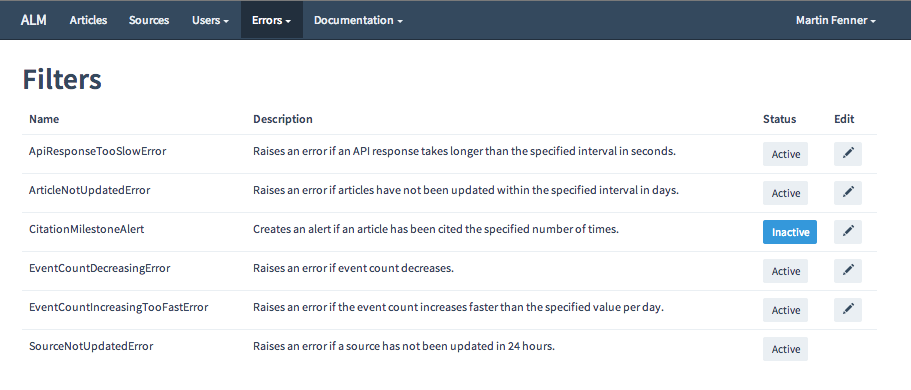 ALM Articles Sources Users Errors Documentation Martin Fenner
Filters
Name Description Status Edit
ApiResponseTooSlowError Raises an error if an API response takes longer than the specified interval in seconds. Active
ArticleNotUpdatedError Raises an error if articles have not been updated within the specified interval in days. Active
CitationMilestoneAlert Creates an alert if an article has been cited the specified number of times. Inactive
EventCountDecreasingError Raises an error if event count decreases. Active
EventCountIncreasingTooFastError Raises an error if the event count increases faster than the specified value per day. Active
SourceNotUpdatedError Raises an error if a source has not been updated in 24 hours. Active